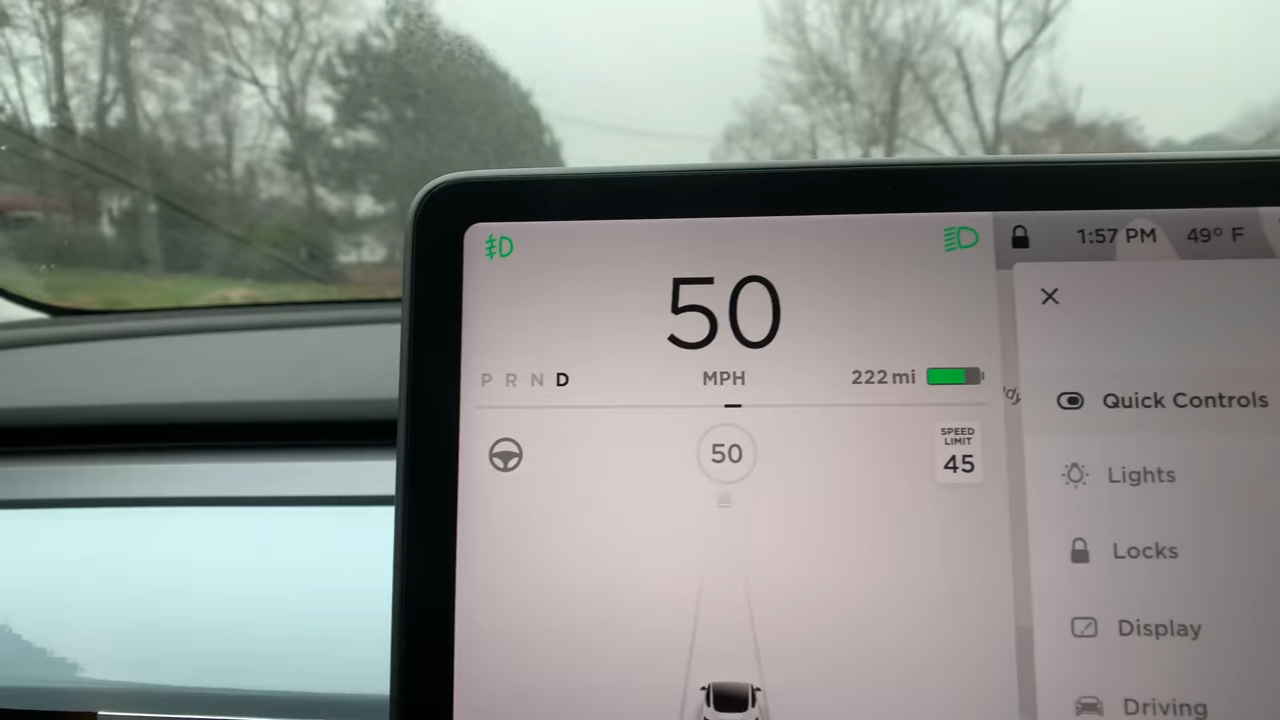 1:57 PM 49° F
50
P R N D MPH 222 mi
50
SPEED
LIMIT
45
Quick Controls
Lights
Locks
Display
Driving